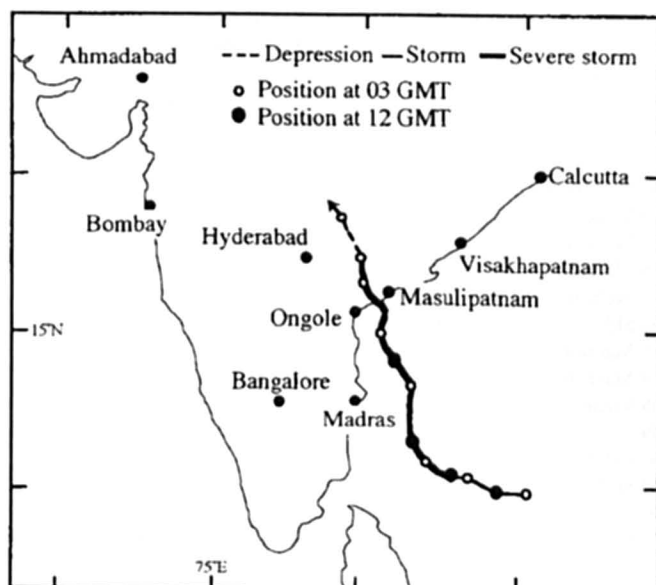 Ahmadabad
Depression Storm Severe storm
Position at 03 GMT
Position at 12 GMT
Calcutta
Bombay
Hyderabad
Visakhapatnam
Masulipatnam
Ongole
15N
Bangalore
Madras
75°E